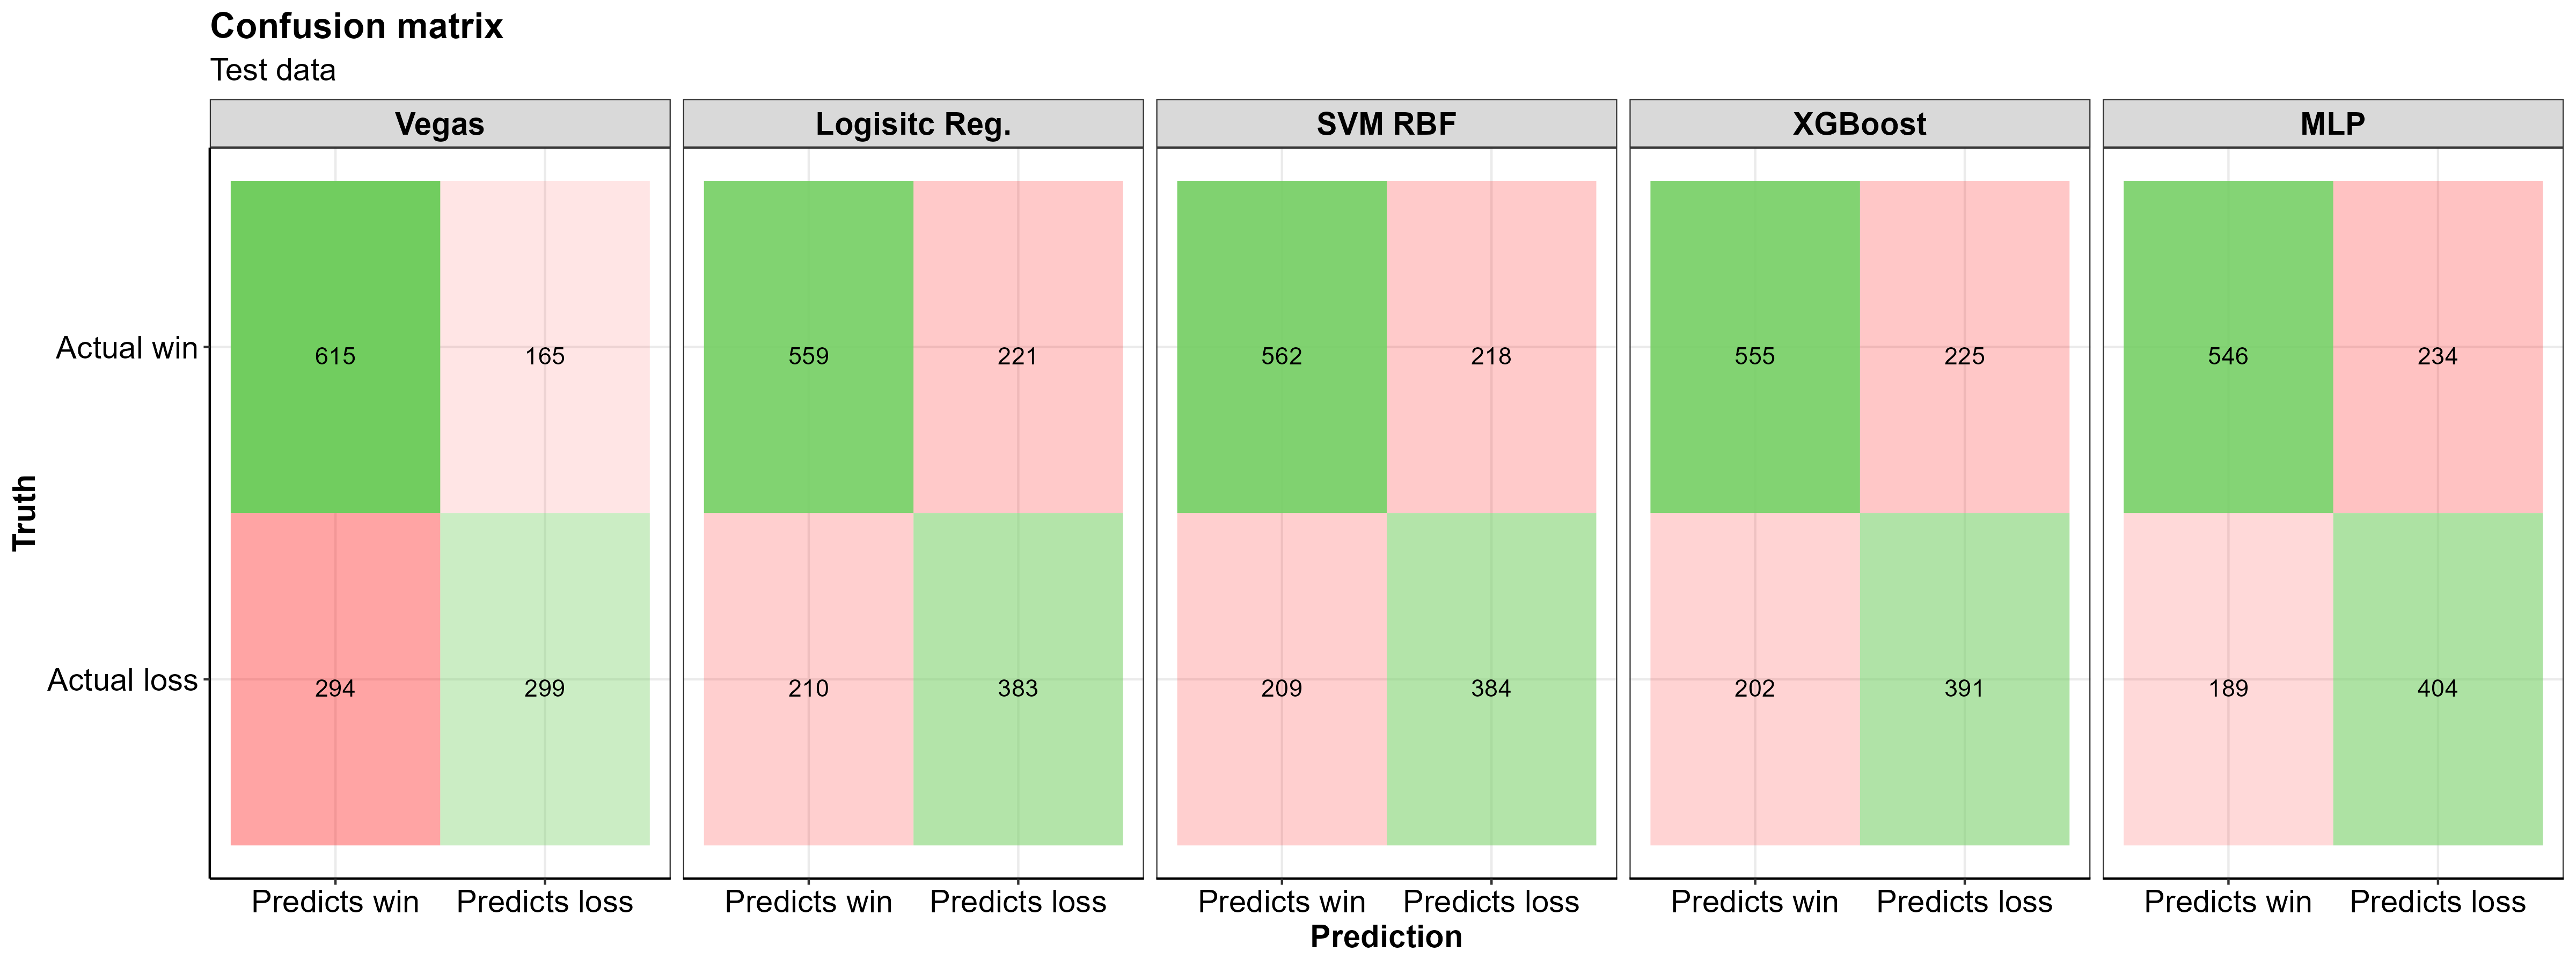 Confusion matrix
Test data
Vegas Logisitc Reg. SVM RBF XGBoost MLP
Truth
Actual win 615 165 559 221 562 218 555 225 546 234
Actual loss 294 299 210 383 209 384 202 391 189 404
Predicts win Predicts loss Predicts win Predicts loss Predicts win Predicts loss Predicts win Predicts loss Predicts win Predicts loss
Prediction